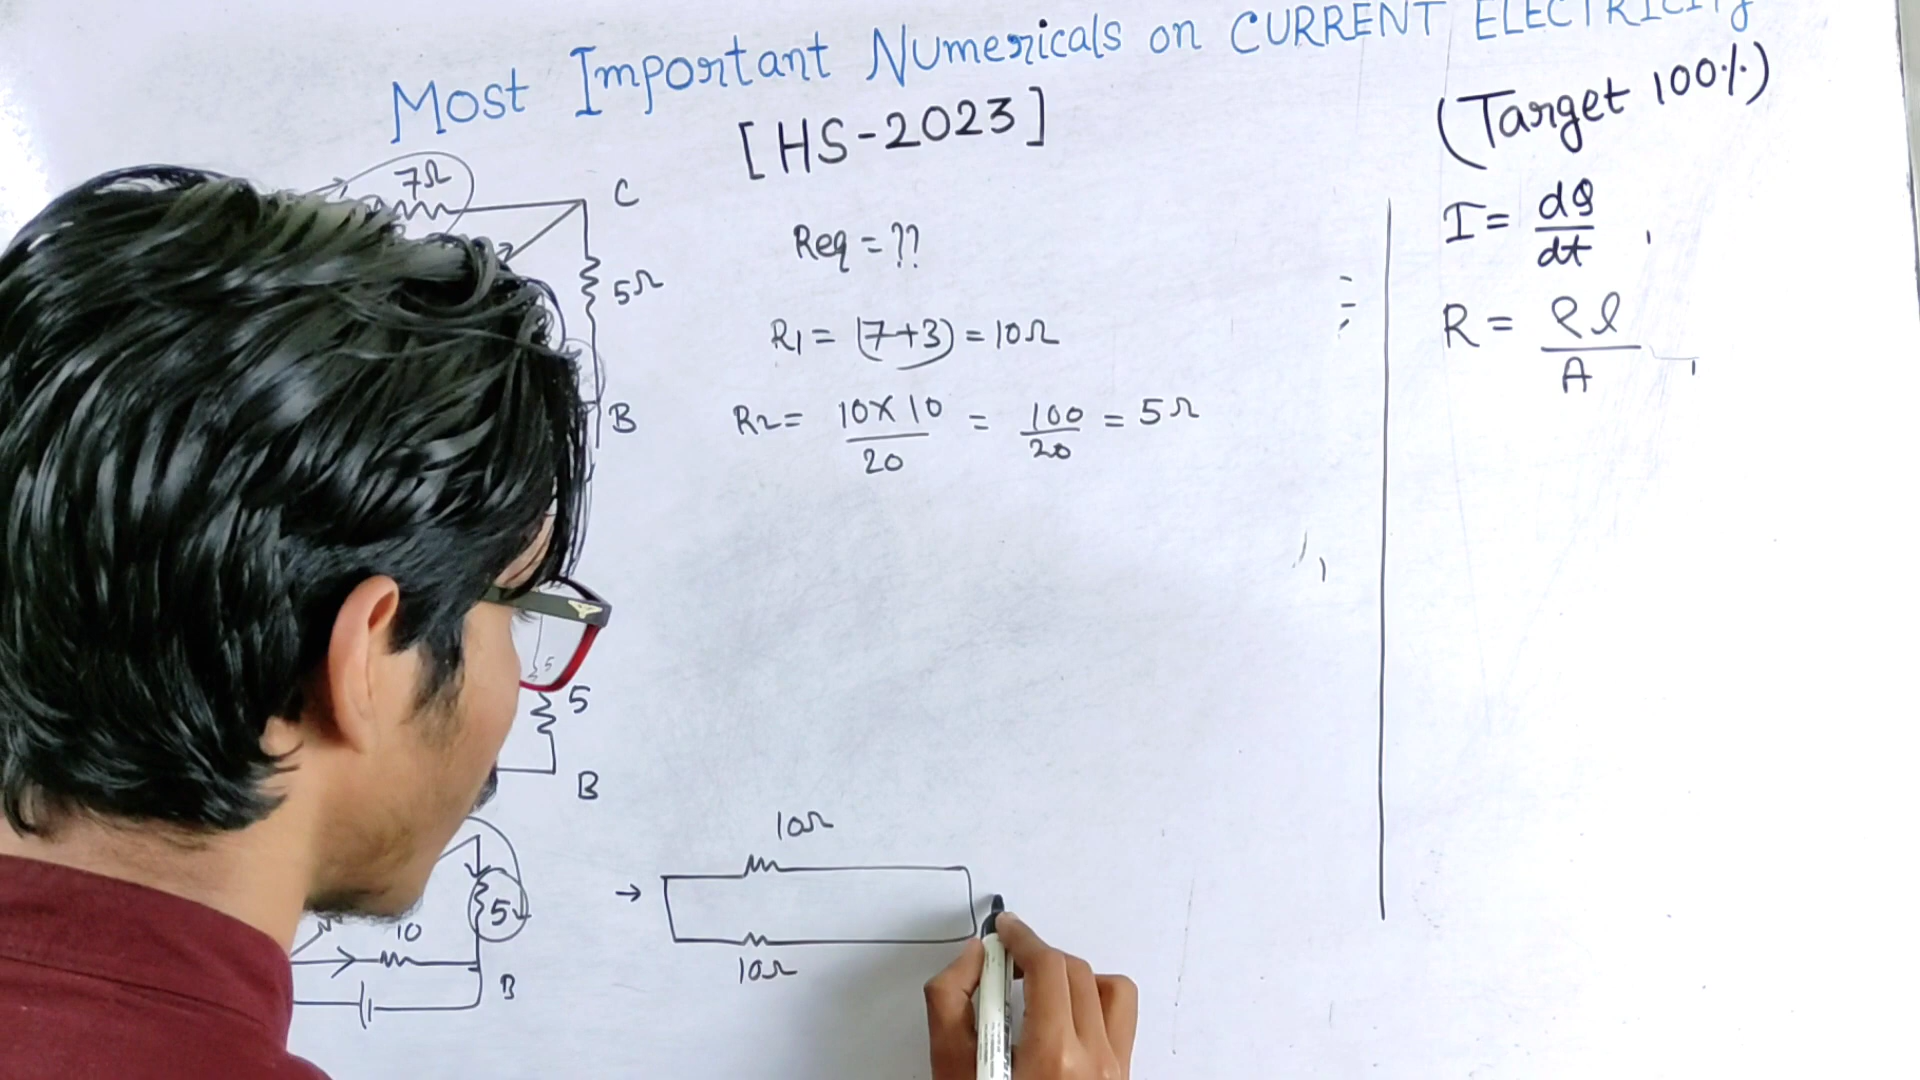 Most Important Numericals on CURRENT ELECTRICITY
[HS-2023]
(Target 100%)
7Ω
C
5Ω
B
Req = ??
R1 = (7+3) = 10Ω
R2 = 10×10/20 = 100/20 = 5Ω
I = dQ/dt,
R = ρl/A,
5
5
B
10Ω
→
10Ω
5
10
B